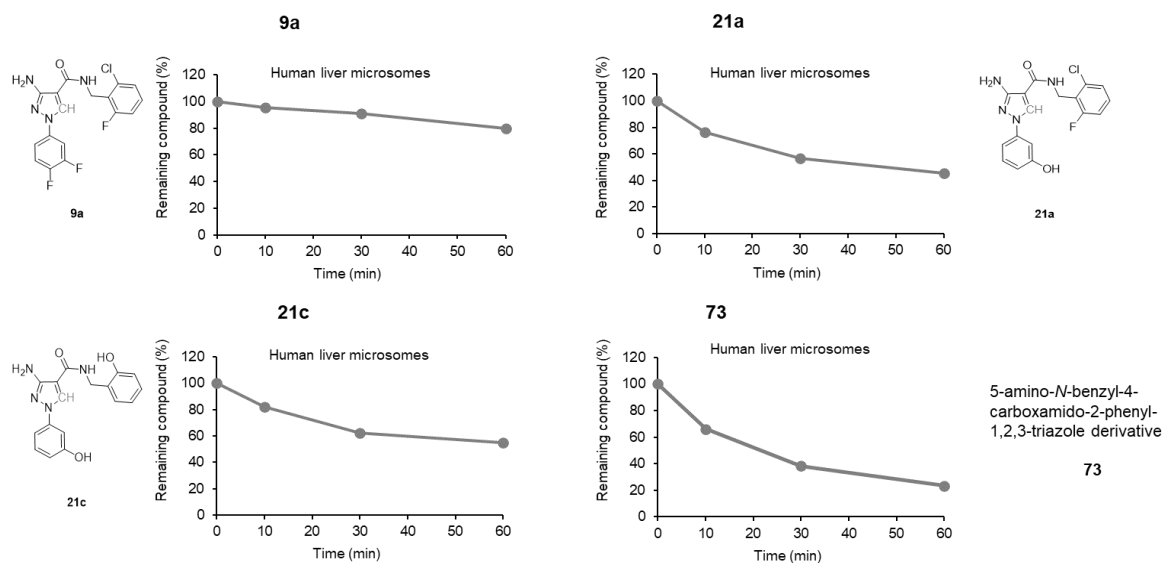 9a
H₂N
O
NH
Cl
N
CH
N
F
F
F
9a
Remaining compound (%)
Human liver microsomes
120
100
80
60
40
20
0
0 10 20 30 40 50 60
Time (min)
21a
Remaining compound (%)
Human liver microsomes
120
100
80
60
40
20
0
0 10 20 30 40 50 60
Time (min)
H₂N
O
NH
Cl
N
CH
N
F
OH
21a
21c
H₂N
O
NH
HO
N
CH
N
OH
21c
Remaining compound (%)
Human liver microsomes
120
100
80
60
40
20
0
0 10 20 30 40 50 60
Time (min)
73
Remaining compound (%)
Human liver microsomes
120
100
80
60
40
20
0
0 10 20 30 40 50 60
Time (min)
5-amino-N-benzyl-4-
carboxamido-2-phenyl-
1,2,3-triazole derivative
73